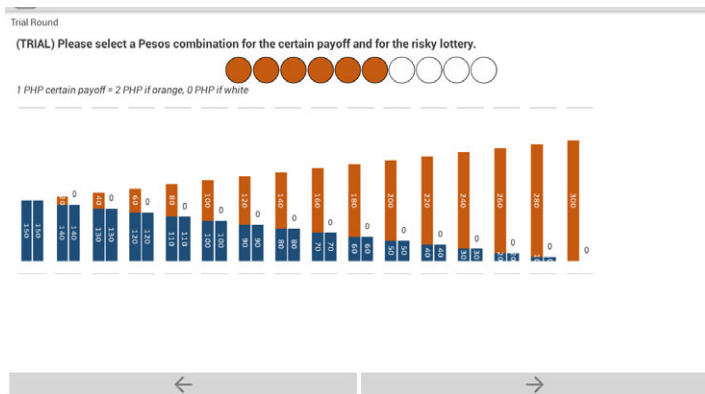 Trial Round
(TRIAL) Please select a Pesos combination for the certain payoff and for the risky lottery.
1 PHP certain payoff = 2 PHP if orange, 0 PHP if white
150 150
20 0 140 140
40 0 130 130
60 0 120 120
80 0 110 110
100 0 100 100
120 0 90 90
140 0 80 80
160 0 70 70
180 0 60 60
200 0 50 50
220 0 40 40
240 0 30 30
260 0 20 20
280 0
300 0